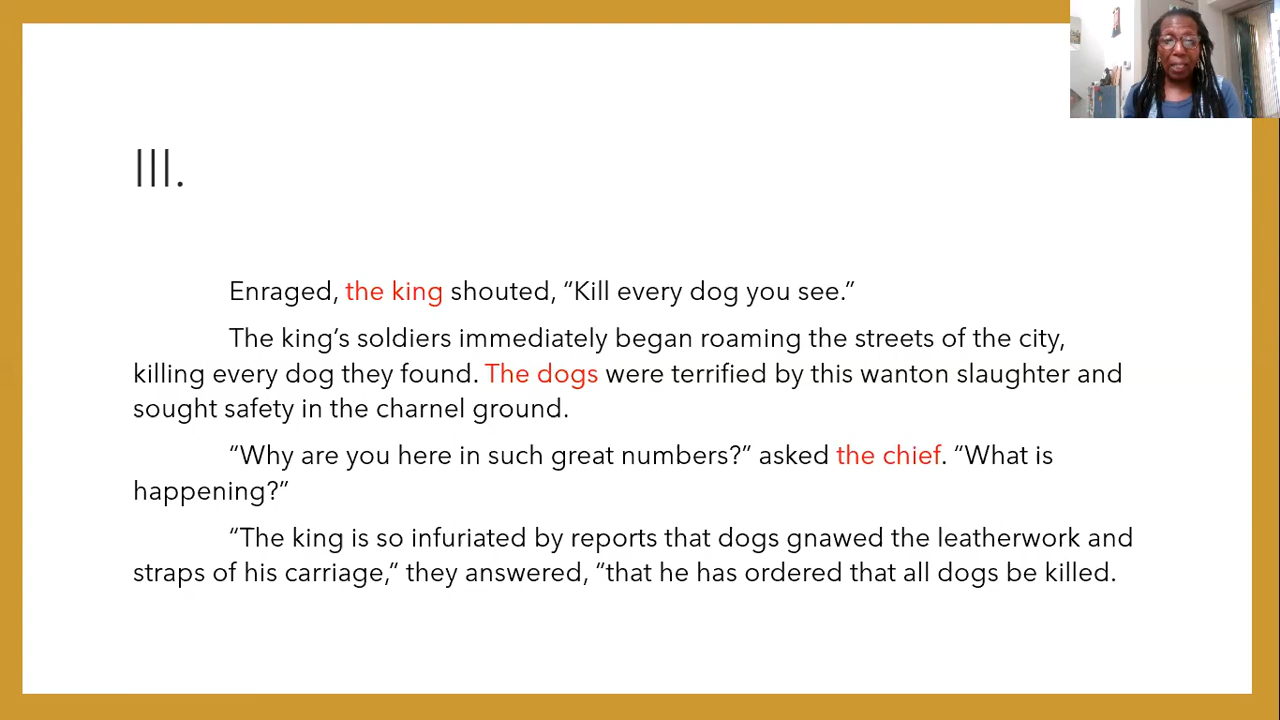 III.
Enraged, the king shouted, “Kill every dog you see.”
The king’s soldiers immediately began roaming the streets of the city,
killing every dog they found. The dogs were terrified by this wanton slaughter and
sought safety in the charnel ground.
“Why are you here in such great numbers?” asked the chief. “What is
happening?”
“The king is so infuriated by reports that dogs gnawed the leatherwork and
straps of his carriage,” they answered, “that he has ordered that all dogs be killed.